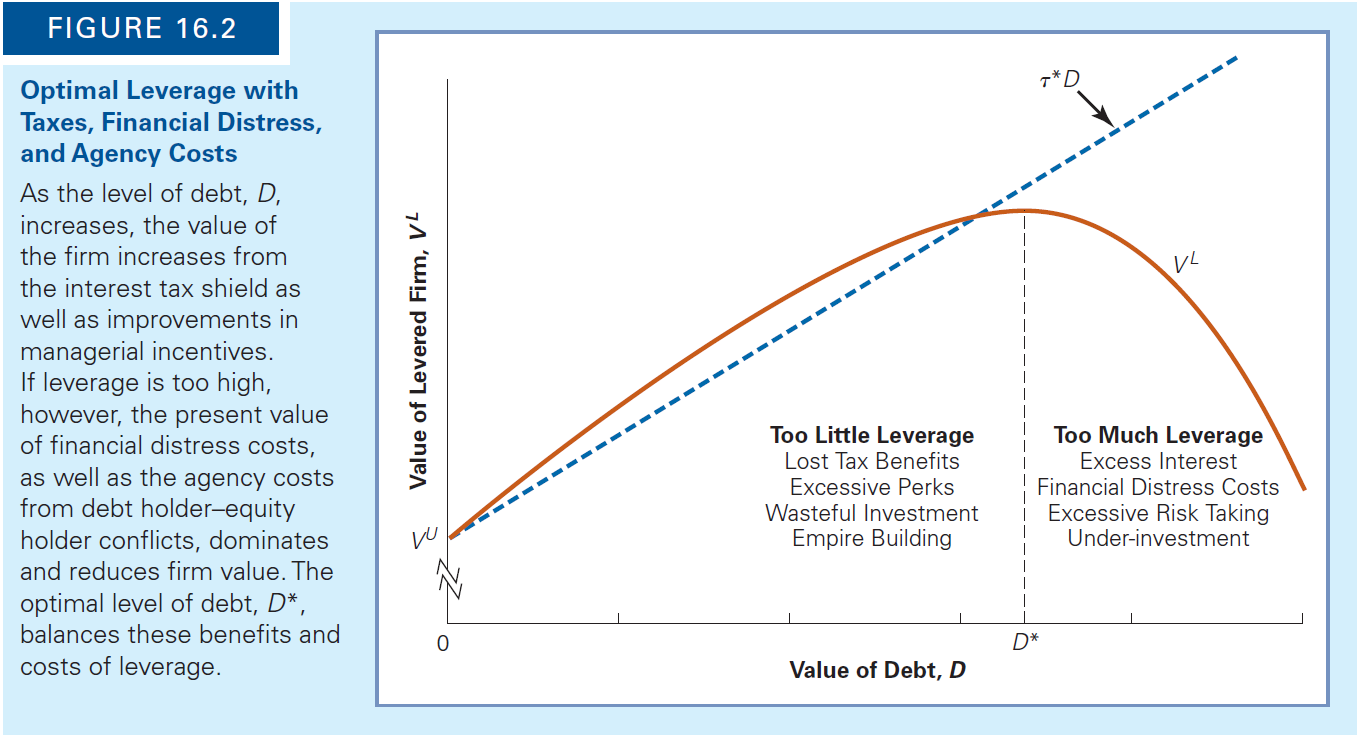 FIGURE 16.2
Optimal Leverage with
Taxes, Financial Distress,
and Agency Costs
As the level of debt, D,
increases, the value of
the firm increases from
the interest tax shield as
well as improvements in
managerial incentives.
If leverage is too high,
however, the present value
of financial distress costs,
as well as the agency costs
from debt holder–equity
holder conflicts, dominates
and reduces firm value. The
optimal level of debt, D*,
balances these benefits and
costs of leverage.
Value of Levered Firm, V^L
τ*D
V^L
Too Little Leverage
Lost Tax Benefits
Excessive Perks
Wasteful Investment
Empire Building
Too Much Leverage
Excess Interest
Financial Distress Costs
Excessive Risk Taking
Under-investment
V^U
0
D*
Value of Debt, D